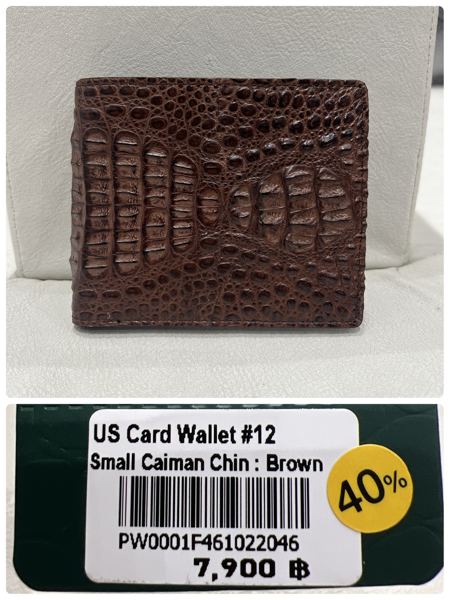 US Card Wallet #12
Small Caiman Chin : Brown
40%
PW0001F461022046
7,900 ฿